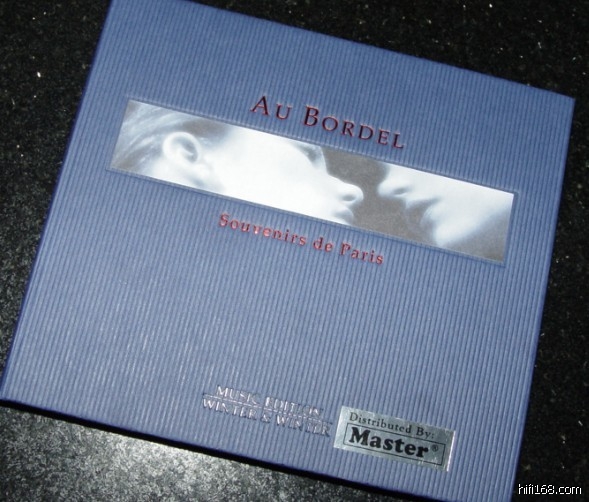 AU BORDEL
Souvenirs de Paris
MUSIC EDITION
WINTER & WINTER
Distributed By:
Master®
hifi168.com